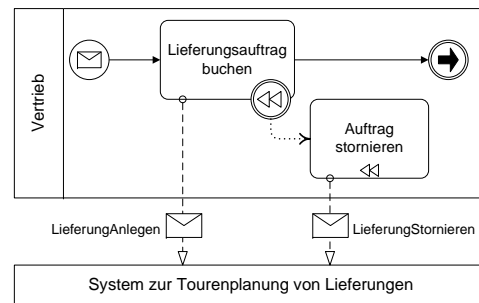 Vertrieb
Lieferungsauftrag
buchen
Auftrag
stornieren
LieferungAnlegen
LieferungStornieren
System zur Tourenplanung von Lieferungen